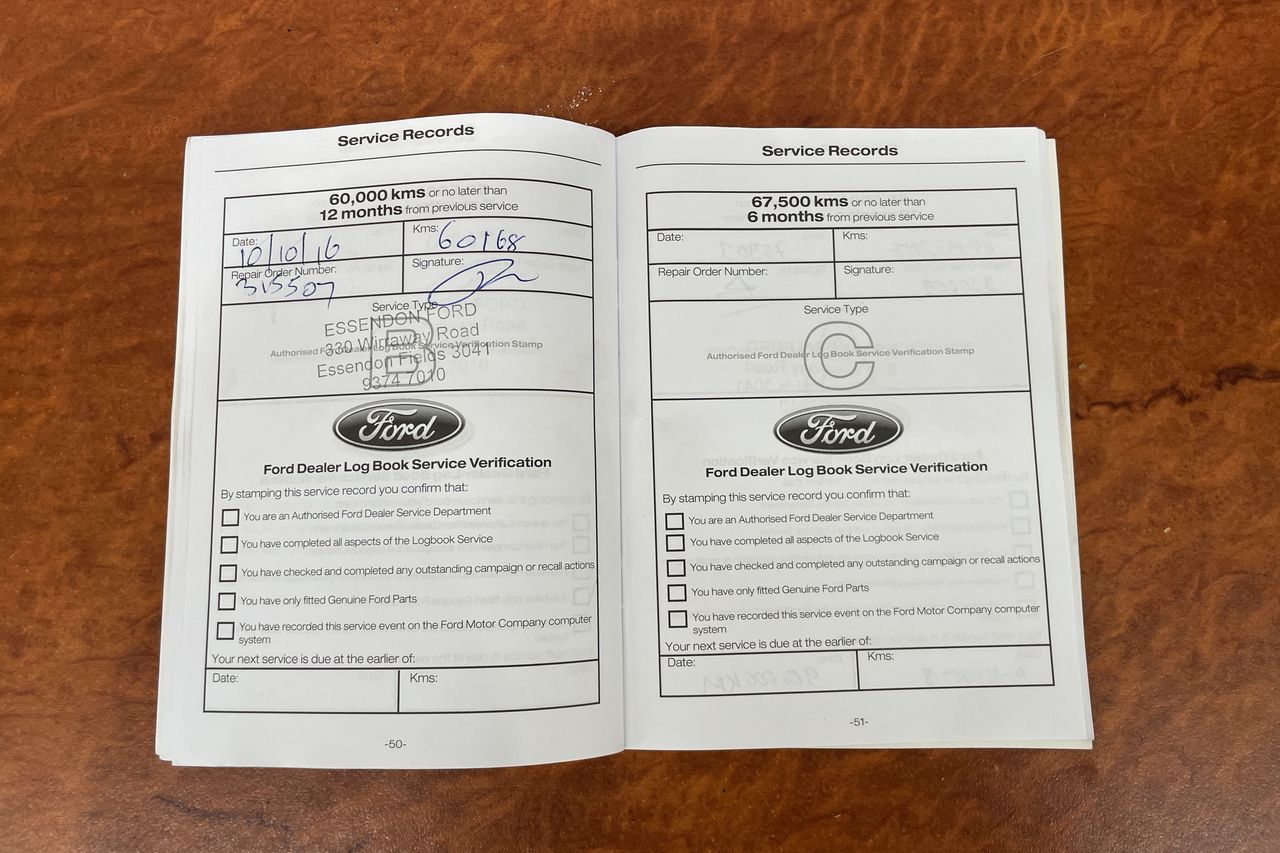 Service Records
60,000 kms or no later than
12 months from previous service
Date: 10/10/16
Kms: 60168
Repair Order Number: 315507
Signature:
Service Type
B
Authorised Ford Dealer Log Book Service Verification Stamp
ESSENDON FORD
330 Wirraway Road
Essendon Fields 3041
9374 7010
Ford
Ford Dealer Log Book Service Verification
By stamping this service record you confirm that:
You are an Authorised Ford Dealer Service Department
You have completed all aspects of the Logbook Service
You have checked and completed any outstanding campaign or recall actions
You have only fitted Genuine Ford Parts
You have recorded this service event on the Ford Motor Company computer
system
Your next service is due at the earlier of:
Date:
Kms:
-50-
Service Records
67,500 kms or no later than
6 months from previous service
Date:
Kms:
Repair Order Number:
Signature:
Service Type
C
Authorised Ford Dealer Log Book Service Verification Stamp
Ford
Ford Dealer Log Book Service Verification
By stamping this service record you confirm that:
You are an Authorised Ford Dealer Service Department
You have completed all aspects of the Logbook Service
You have checked and completed any outstanding campaign or recall actions
You have only fitted Genuine Ford Parts
You have recorded this service event on the Ford Motor Company computer
system
Your next service is due at the earlier of:
Date:
Kms:
-51-